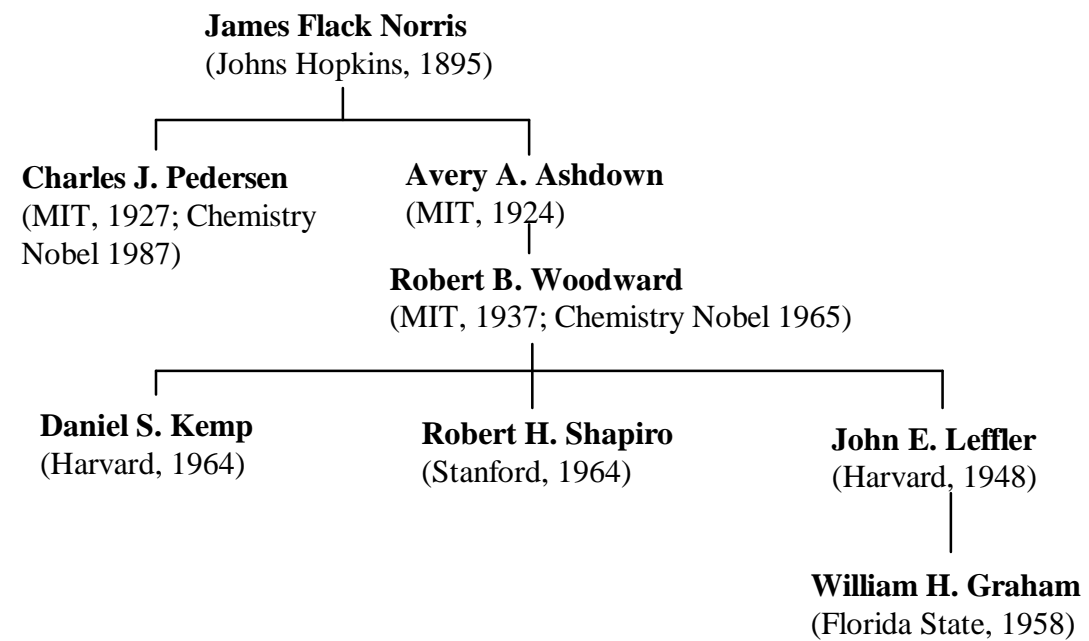 James Flack Norris
(Johns Hopkins, 1895)
Charles J. Pedersen
(MIT, 1927; Chemistry
Nobel 1987)
Avery A. Ashdown
(MIT, 1924)
Robert B. Woodward
(MIT, 1937; Chemistry Nobel 1965)
Daniel S. Kemp
(Harvard, 1964)
Robert H. Shapiro
(Stanford, 1964)
John E. Leffler
(Harvard, 1948)
William H. Graham
(Florida State, 1958)